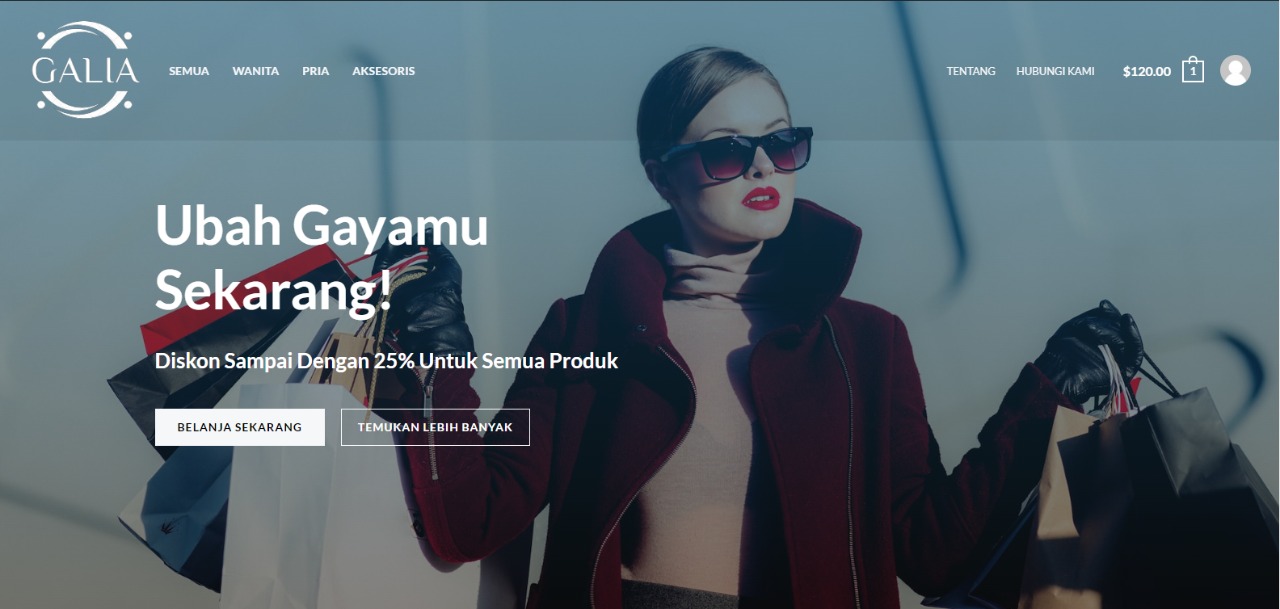 GALIA
SEMUA WANITA PRIA AKSESORIS
TENTANG HUBUNGI KAMI $120.00 1
Ubah Gayamu
Sekarang!
Diskon Sampai Dengan 25% Untuk Semua Produk
BELANJA SEKARANG TEMUKAN LEBIH BANYAK